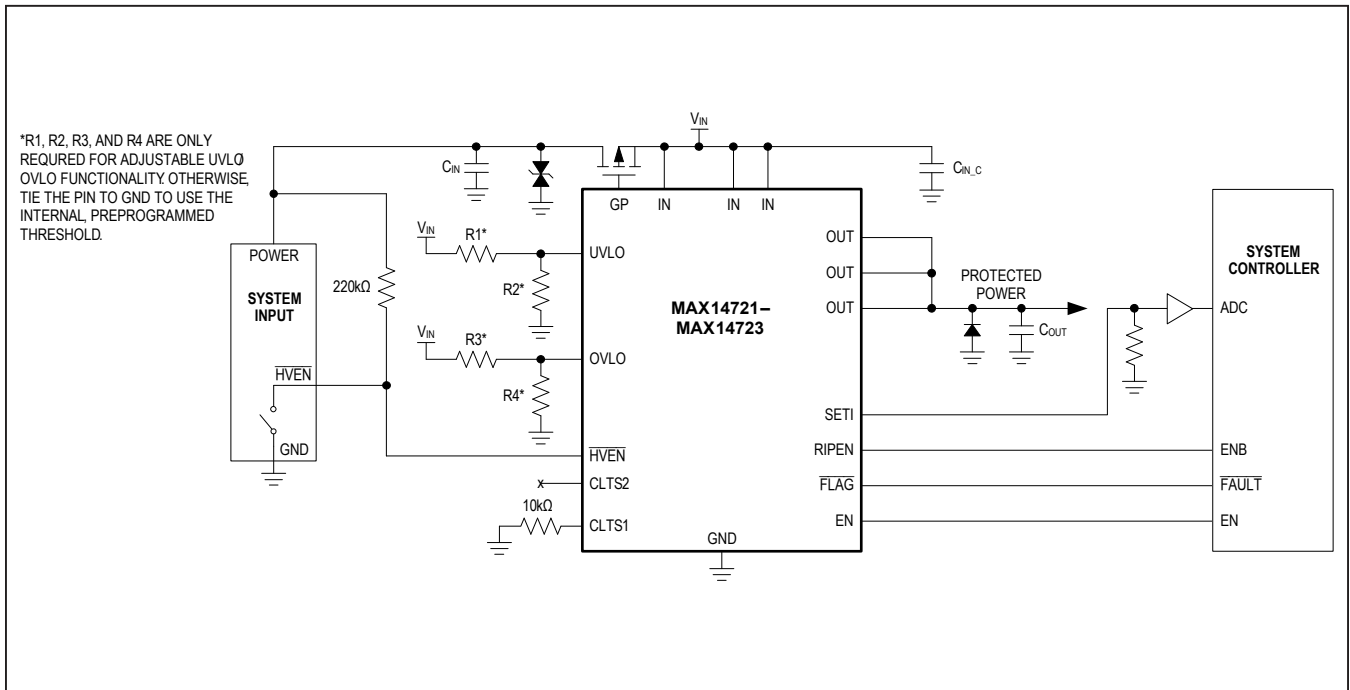 *R1, R2, R3, AND R4 ARE ONLY
REQURED FOR ADJUSTABLE UVLO/
OVLO FUNCTIONALITY. OTHERWISE,
TIE THE PIN TO GND TO USE THE
INTERNAL, PREPROGRAMMED
THRESHOLD.
POWER
SYSTEM
INPUT
HVEN
GND
220kΩ
CIN
VIN
CIN_C
GP
IN
IN
IN
VIN
R1*
UVLO
R2*
VIN
R3*
OVLO
R4*
HVEN
x
CLTS2
10kΩ
CLTS1
GND
MAX14721–
MAX14723
OUT
OUT
OUT
PROTECTED
POWER
COUT
SETI
RIPEN
FLAG
EN
SYSTEM
CONTROLLER
ADC
ENB
FAULT
EN